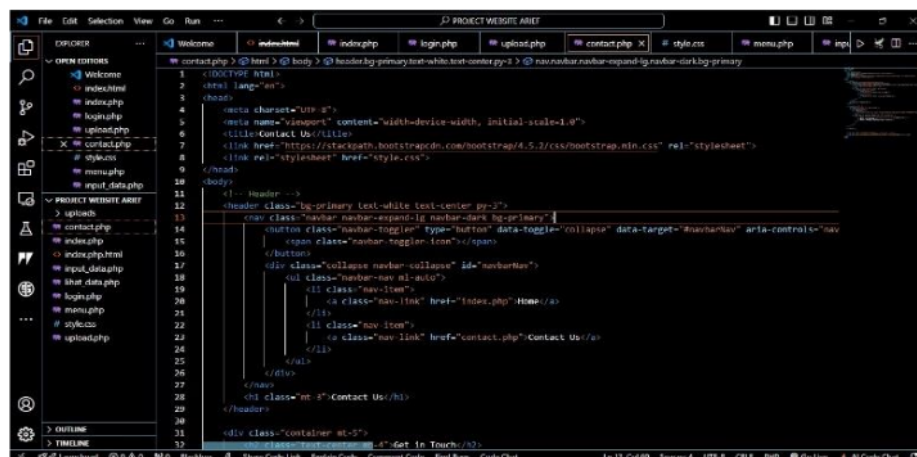 File Edit Selection View Go Run ··· PROJECT WEBSITE ARIEF
EXPLORER ···
Welcome index.html index.php login.php upload.php contact.php style.css menu.php
OPEN EDITORS
Welcome
index.html
index.php
login.php
upload.php
contact.php
style.css
menu.php
input_data.php
PROJECT WEBSITE ARIEF
uploads
contact.php
index.php
index.php.html
input_data.php
lihat_data.php
login.php
menu.php
style.css
upload.php
OUTLINE
TIMELINE
contact.php > html > body > header.bg-primary.text-white.text-center.py-3 > nav.navbar.navbar-expand-lg.navbar-dark.bg-primary
1 <!DOCTYPE html>
2 <html lang="en">
3 <head>
4 <meta charset="UTF-8">
5 <meta name="viewport" content="width=device-width, initial-scale=1.0">
6 <title>Contact Us</title>
7 <link href="https://stackpath.bootstrapcdn.com/bootstrap/4.5.2/css/bootstrap.min.css" rel="stylesheet">
8 <link rel="stylesheet" href="style.css">
9 </head>
10 <body>
11 <!-- Header -->
12 <header class="bg-primary text-white text-center py-3">
13 <nav class="navbar navbar-expand-lg navbar-dark bg-primary">
14 <button class="navbar-toggler" type="button" data-toggle="collapse" data-target="#navbarNav" aria-controls="nav
15 <span class="navbar-toggler-icon"></span>
16 </button>
17 <div class="collapse navbar-collapse" id="navbarNav">
18 <ul class="navbar-nav ml-auto">
19 <li class="nav-item">
20 <a class="nav-link" href="index.php">Home</a>
21 </li>
22 <li class="nav-item">
23 <a class="nav-link" href="contact.php">Contact Us</a>
24 </li>
25 </ul>
26 </div>
27 </nav>
28 <h1 class="mt-3">Contact Us</h1>
29 </header>
30
31 <div class="container mt-5">
32 <h2 class="text-center mt-4">Get in Touch</h2>